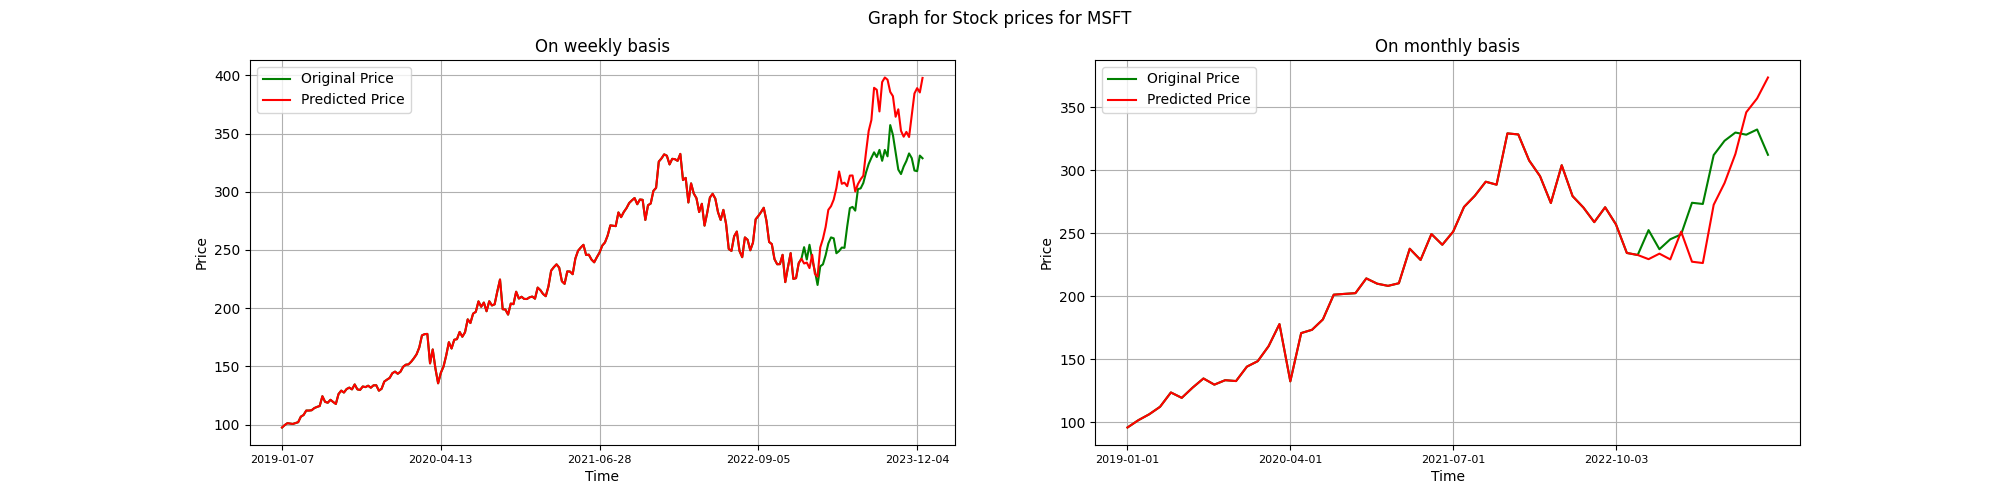 Graph for Stock prices for MSFT
On weekly basis
Original Price
Predicted Price
400
350
300
250
200
150
100
Price
2019-01-07 2020-04-13 2021-06-28 2022-09-05 2023-12-04
Time
On monthly basis
Original Price
Predicted Price
350
300
250
200
150
100
Price
2019-01-01 2020-04-01 2021-07-01 2022-10-03
Time